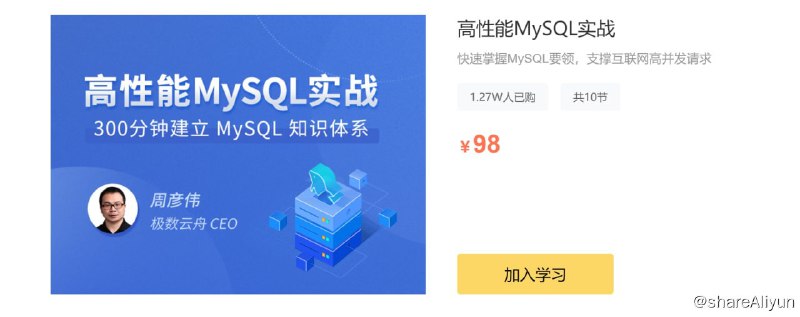 高性能MySQL实战
300分钟建立 MySQL 知识体系
周彦伟
极数云舟 CEO
高性能MySQL实战
快速掌握MySQL要领，支撑互联网高并发请求
1.27W人已购
共10节
¥98
加入学习
@shareAliyun